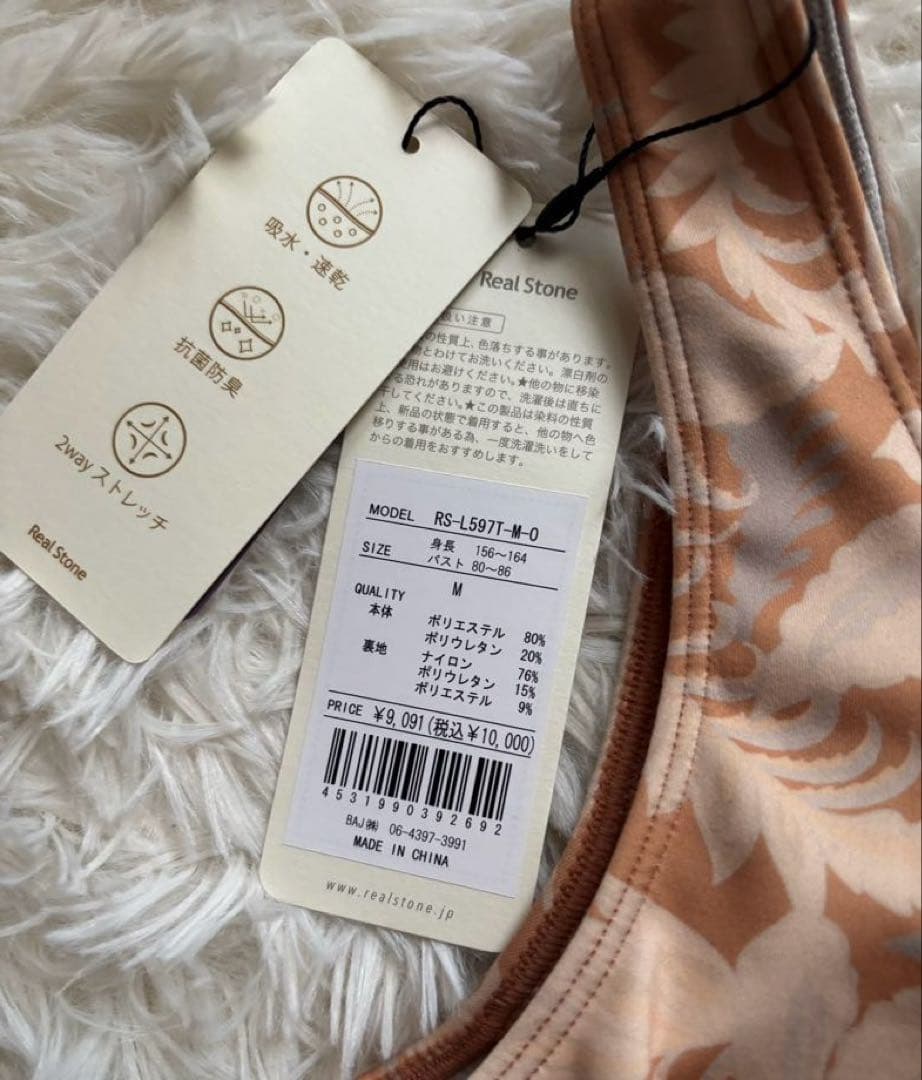 吸水・速乾
抗菌防臭
2way ストレッチ
Real Stone
Real Stone
扱い注意
の性質上、色落ちする事があります。
とわけてお洗いください。漂白剤の
用はお避けください。★他の物に移染
る恐れがありますので、洗濯後は直ちに
干してください。★この製品は染料の性質
上、新品の状態で着用すると、他の物へ色
移りする事がある為、一度洗濯洗いをして
からの着用をおすすめします。
MODEL RS-L597T-M-O
SIZE 身長 156～164
バスト 80～86
M
QUALITY
本体 ポリエステル 80%
ポリウレタン 20%
裏地 ナイロン 76%
ポリウレタン 15%
ポリエステル 9%
PRICE ¥9,091(税込¥10,000)
4531990392692
BAJ㈱ 06-4397-3991
MADE IN CHINA
www.realstone.jp